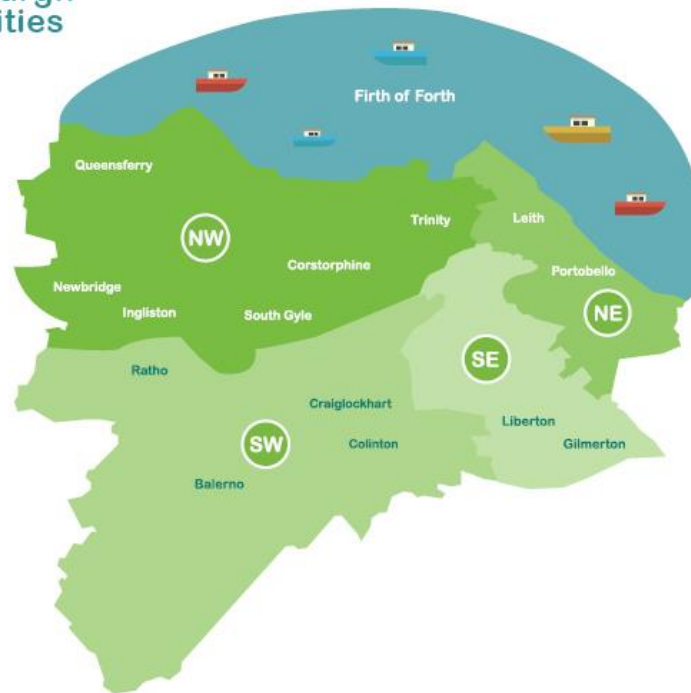 ities
Firth of Forth
Queensferry
Trinity
Leith
NW
Corstorphine
Portobello
Newbridge
Ingliston
South Gyle
NE
SE
Ratho
Craiglockhart
Liberton
SW
Colinton
Gilmerton
Balerno